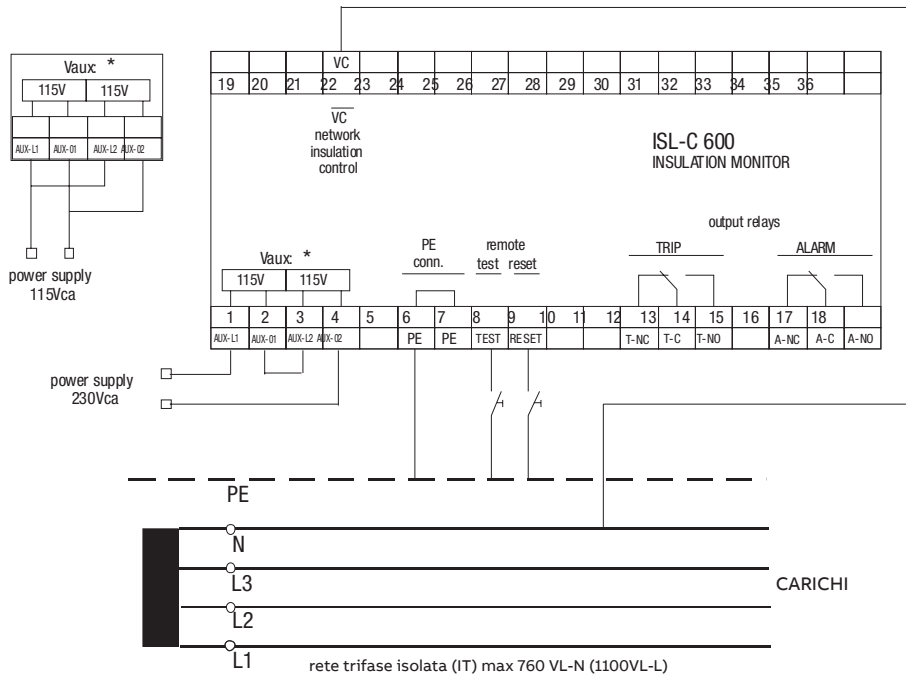 VC
19 20 21 22 23 24 25 26 27 28 29 30 31 32 33 34 35 36
Vaux: *
115V 115V
AUX-L1 AUX-01 AUX-L2 AUX-02
power supply
115Vca
VC
network
insulation
control
ISL-C 600
INSULATION MONITOR
output relays
TRIP ALARM
Vaux: *
115V 115V
PE
conn.
remote
test reset
1 2 3 4 5 6 7 8 9 10 11 12 13 14 15 16 17 18
AUX-L1 AUX-01 AUX-L2 AUX-02 PE PE TEST RESET T-NC T-C T-NO A-NC A-C A-NO
power supply
230Vca
PE
N
L3
CARICHI
L2
L1
rete trifase isolata (IT) max 760 VL-N (1100VL-L)